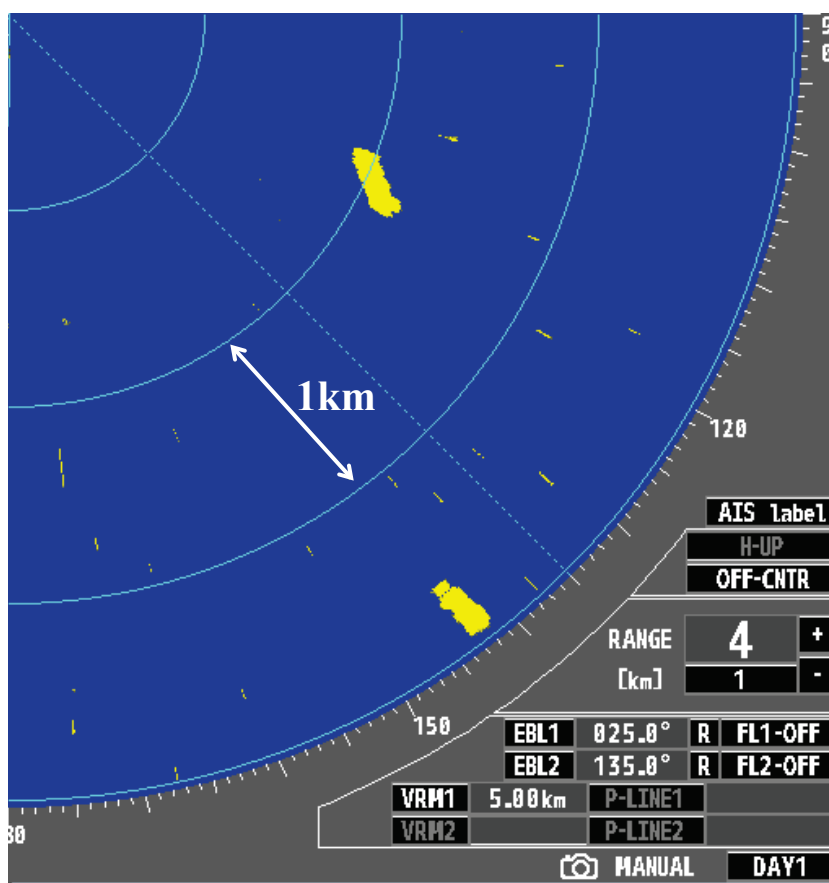 1km
120
AIS label
H-UP
OFF-CNTR
RANGE 4 +
[km] 1 -
150
EBL1 025.0° R FL1-OFF
EBL2 135.0° R FL2-OFF
VRM1 5.00km P-LINE1
VRM2 P-LINE2
80
MANUAL DAY1